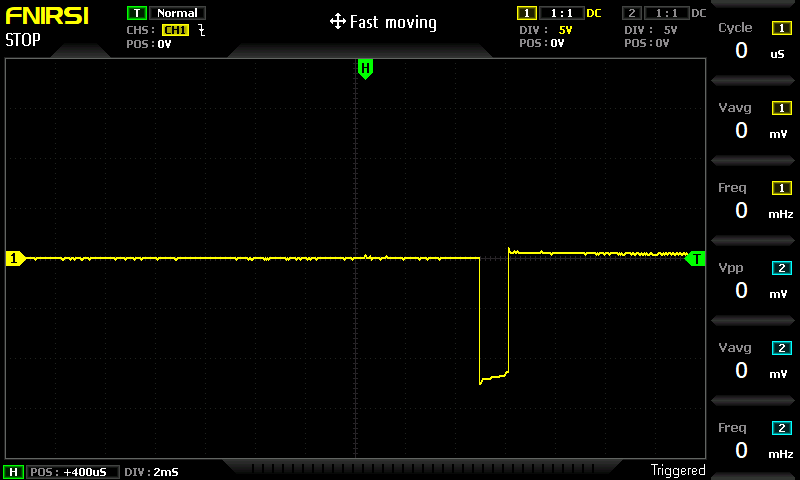 FNIRSI
STOP
T Normal
CHS: CH1
POS: 0V
Fast moving
1 1:1 DC
DIV: 5V
POS: 0V
2 1:1 DC
DIV: 5V
POS: 0V
H
1
T
Cycle 1
0 uS
Vavg 1
0 mV
Freq 1
0 mHz
Vpp 2
0 mV
Vavg 2
0 mV
Freq 2
0 mHz
H POS: +400uS DIV: 2mS
Triggered